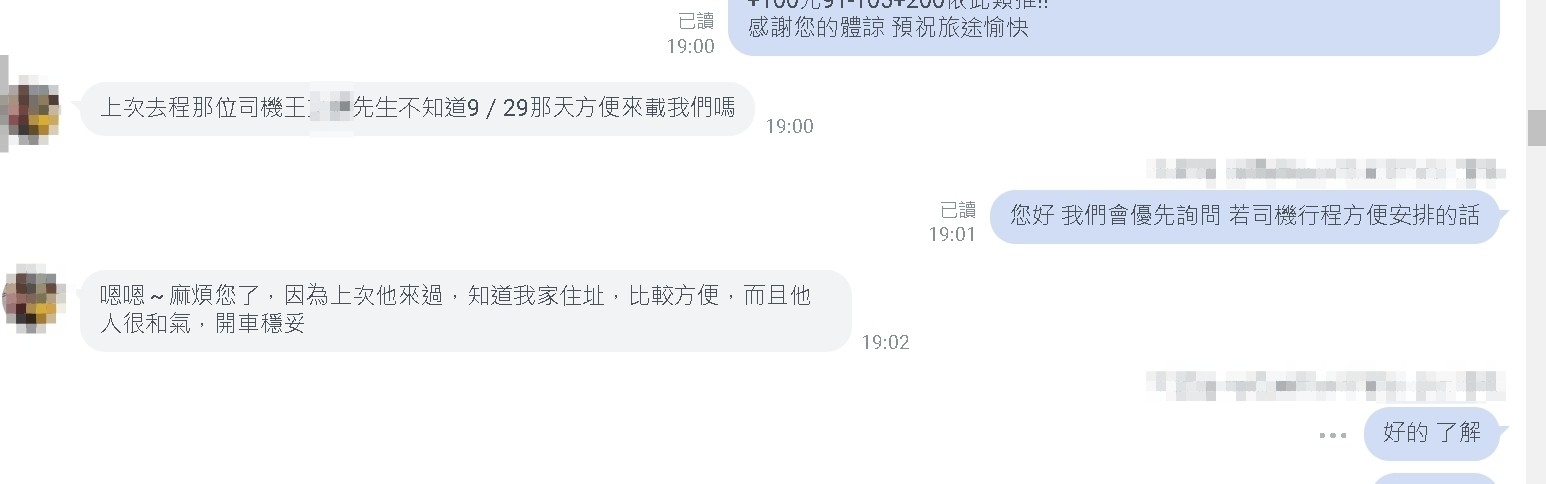 +100元91-105+200依此類推!!
已讀
感謝您的體諒 預祝旅途愉快
19:00
上次去程那位司機王 先生不知道9 / 29那天方便來載我們嗎
19:00
已讀
您好 我們會優先詢問 若司機行程方便安排的話
19:01
嗯嗯~麻煩您了,因為上次他來過,知道我家住址,比較方便,而且他
人很和氣,開車穩妥
19:02
好的 了解